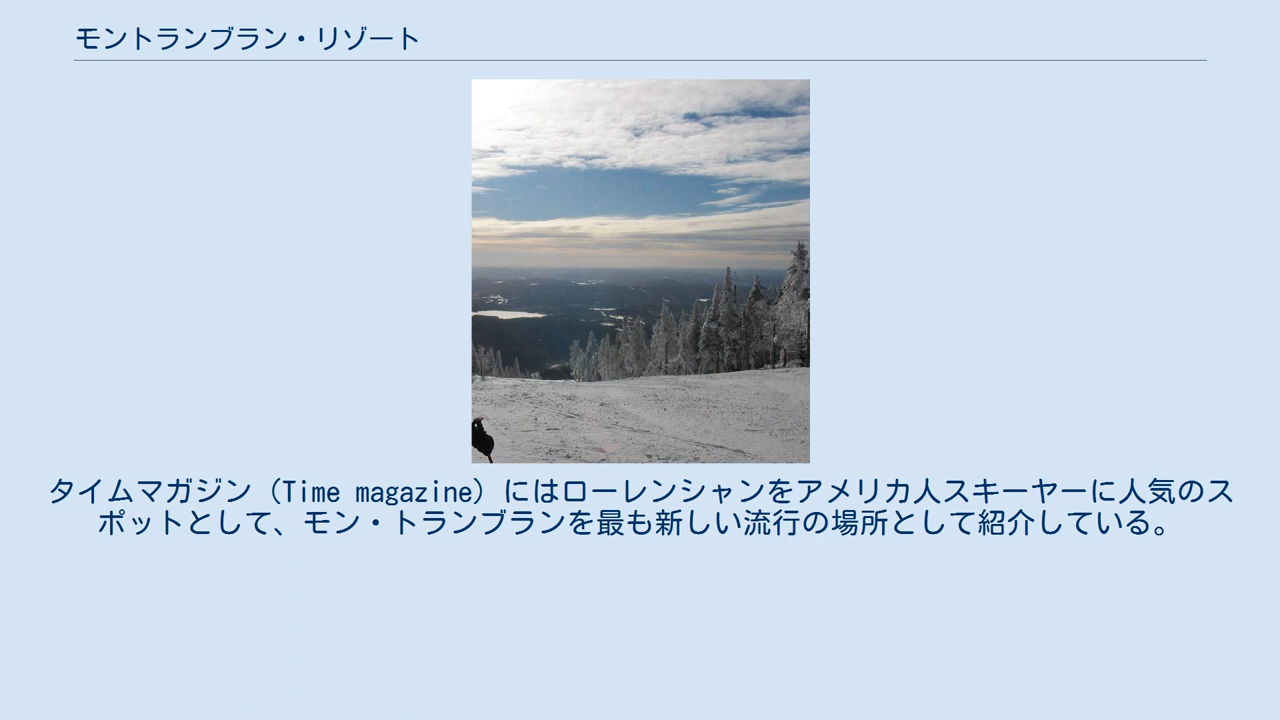 モントランブラン・リゾート
タイムマガジン（Time magazine）にはローレンシャンをアメリカ人スキーヤーに人気のス
ポットとして、モン・トランブランを最も新しい流行の場所として紹介している。